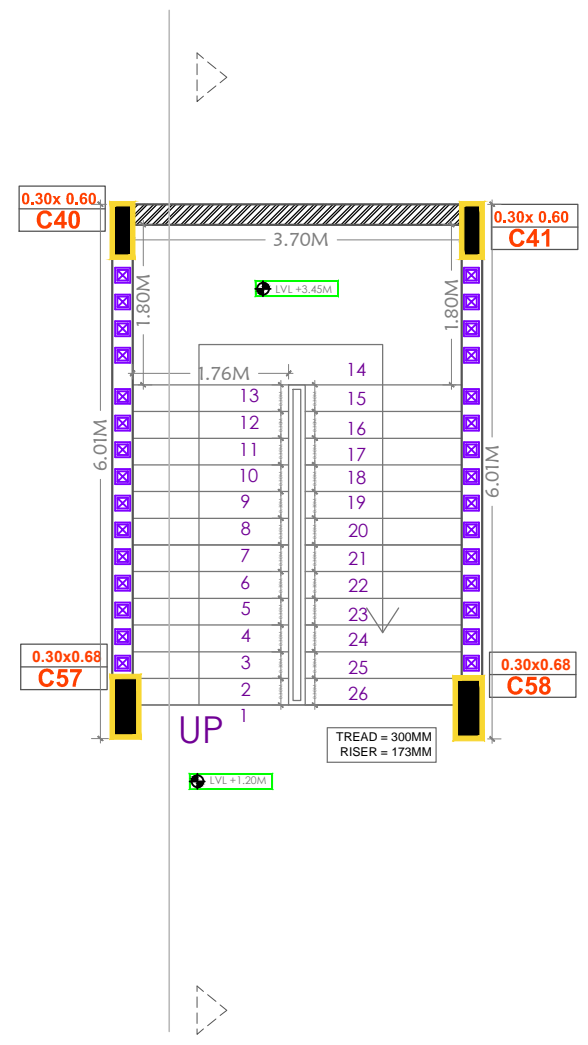 0.30x 0.60
C40
0.30x 0.60
C41
3.70M
LVL +3.45M
1.80M
1.80M
1.76M
14
13
15
12
16
11
17
10
18
9
19
8
20
7
21
6
22
5
23
4
24
3
25
2
26
1
6.01M
6.01M
0.30x0.68
C57
0.30x0.68
C58
UP
TREAD = 300MM
RISER = 173MM
LVL +1.20M